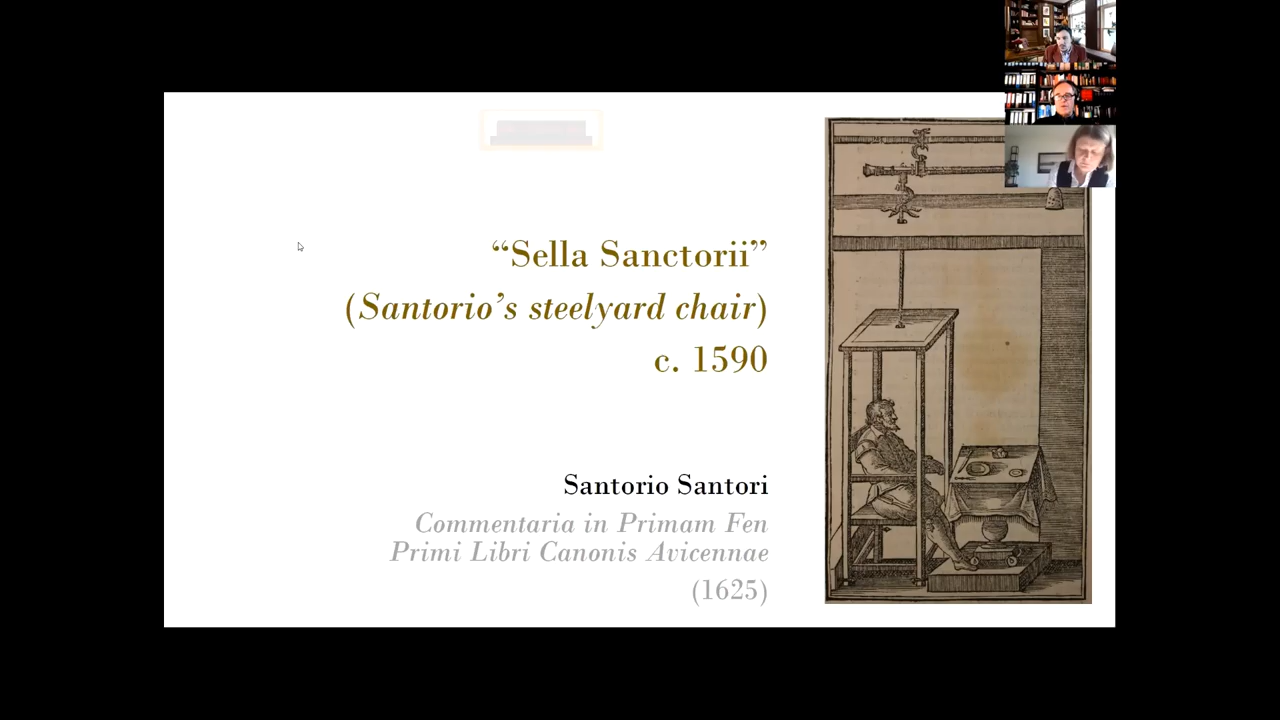 “Sella Sanctorii”
(Santorio’s steelyard chair)
c. 1590
Santorio Santori
Commentaria in Primam Fen
Primi Libri Canonis Avicennae
(1625)